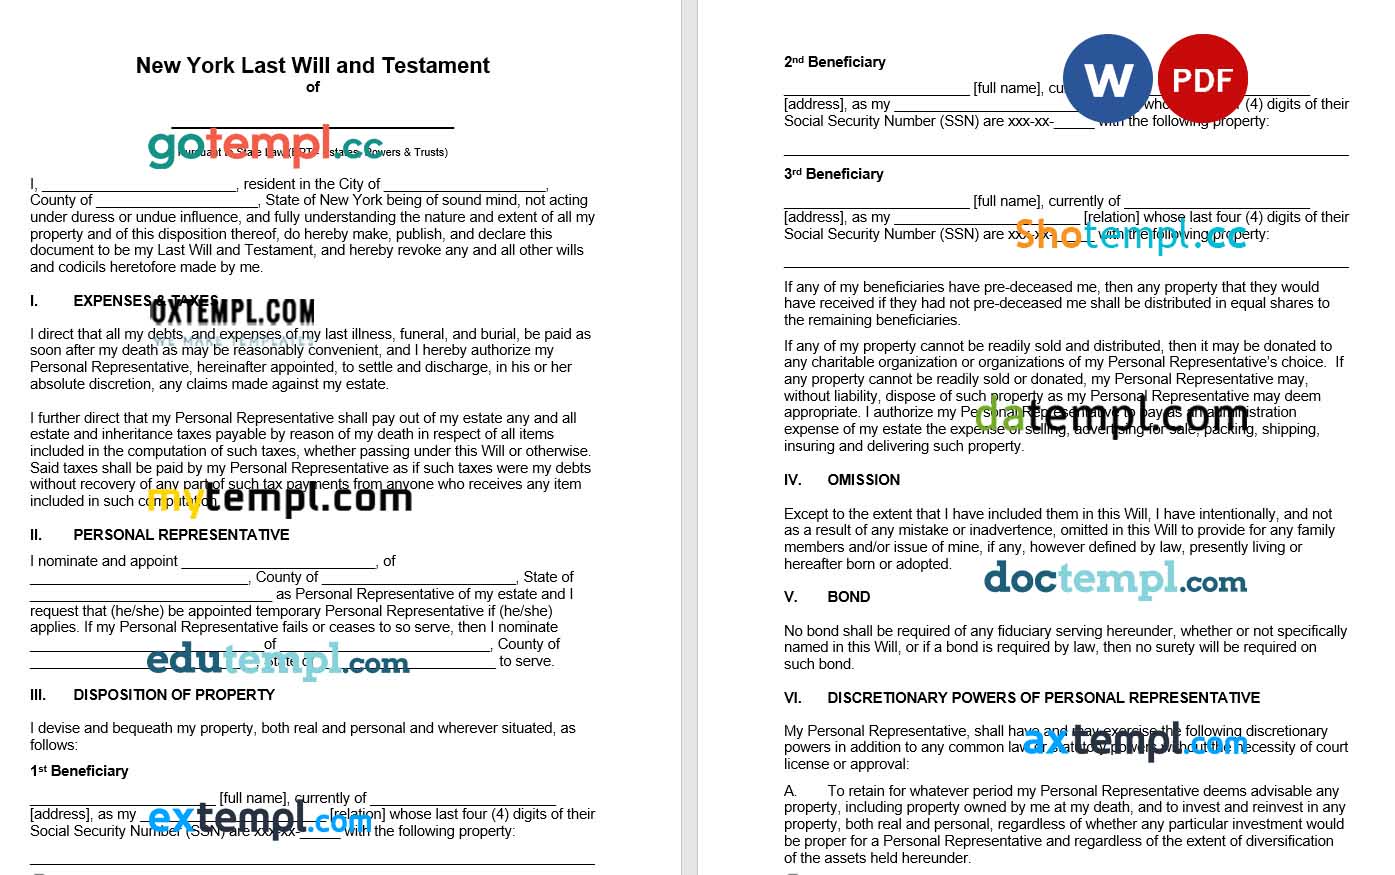 New York Last Will and Testament
of
gotempl.cc
Pursuant to State Law (EPT - Estates, Powers & Trusts)
I, ________________________, resident in the City of ____________________,
County of ____________________, State of New York being of sound mind, not acting
under duress or undue influence, and fully understanding the nature and extent of all my
property and of this disposition thereof, do hereby make, publish, and declare this
document to be my Last Will and Testament, and hereby revoke any and all other wills
and codicils heretofore made by me.
I. EXPENSES & TAXES
OXTEMPL.COM
WE MAKE TEMPLATES
I direct that all my debts, and expenses of my last illness, funeral, and burial, be paid as
soon after my death as may be reasonably convenient, and I hereby authorize my
Personal Representative, hereinafter appointed, to settle and discharge, in his or her
absolute discretion, any claims made against my estate.
I further direct that my Personal Representative shall pay out of my estate any and all
estate and inheritance taxes payable by reason of my death in respect of all items
included in the computation of such taxes, whether passing under this Will or otherwise.
Said taxes shall be paid by my Personal Representative as if such taxes were my debts
without recovery of any part of such tax payments from anyone who receives any item
included in such computation.
mytempl.com
II. PERSONAL REPRESENTATIVE
I nominate and appoint ________________________, of
___________________________, County of ________________________, State of
______________________________ as Personal Representative of my estate and I
request that (he/she) be appointed temporary Personal Representative if (he/she)
applies. If my Personal Representative fails or ceases to so serve, then I nominate
_____________________________of__________________________, County of
____________________________, State of ______________________ to serve.
edutempl.com
III. DISPOSITION OF PROPERTY
I devise and bequeath my property, both real and personal and wherever situated, as
follows:
1st Beneficiary
_______________________ [full name], currently of _______________________
[address], as my _______________________ [relation] whose last four (4) digits of their
Social Security Number (SSN) are xxx-xx-_____ with the following property:
extempl.com
2nd Beneficiary
W
PDF
_______________________ [full name], cu
[address], as my _______________________ who (4) digits of their
Social Security Number (SSN) are xxx-xx-_____ with the following property:
3rd Beneficiary
_______________________ [full name], currently of _______________________
[address], as my _______________________ [relation] whose last four (4) digits of their
Social Security Number (SSN) are xxx-xx-_____ with the following property:
Shotempl.cc
If any of my beneficiaries have pre-deceased me, then any property that they would
have received if they had not pre-deceased me shall be distributed in equal shares to
the remaining beneficiaries.
If any of my property cannot be readily sold and distributed, then it may be donated to
any charitable organization or organizations of my Personal Representative's choice. If
any property cannot be readily sold or donated, my Personal Representative may,
without liability, dispose of such property as my Personal Representative may deem
appropriate. I authorize my Personal Representative to pay as an administration
expense of my estate the expense of selling, advertising for sale, packing, shipping,
insuring and delivering such property.
datempl.com
IV. OMISSION
Except to the extent that I have included them in this Will, I have intentionally, and not
as a result of any mistake or inadvertence, omitted in this Will to provide for any family
members and/or issue of mine, if any, however defined by law, presently living or
hereafter born or adopted.
doctempl.com
V. BOND
No bond shall be required of any fiduciary serving hereunder, whether or not specifically
named in this Will, or if a bond is required by law, then no surety will be required on
such bond.
VI. DISCRETIONARY POWERS OF PERSONAL REPRESENTATIVE
My Personal Representative, shall have and may exercise the following discretionary
powers in addition to any common law or statutory powers without the necessity of court
license or approval:
axtempl.com
A. To retain for whatever period my Personal Representative deems advisable any
property, including property owned by me at my death, and to invest and reinvest in any
property, both real and personal, regardless of whether any particular investment would
be proper for a Personal Representative and regardless of the extent of diversification
of the assets held hereunder.